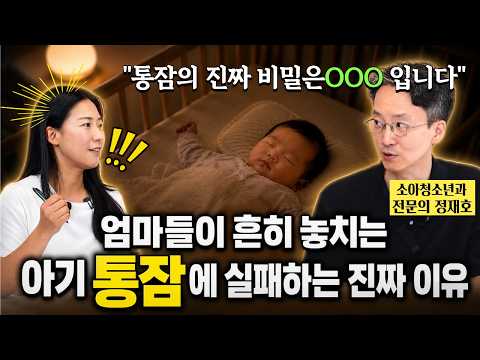 "통잠의 진짜 비밀은OOO 입니다"
!!!
소아청소년과
전문의 정재호
엄마들이 흔히 놓치는
아기 통잠에 실패하는 진짜 이유